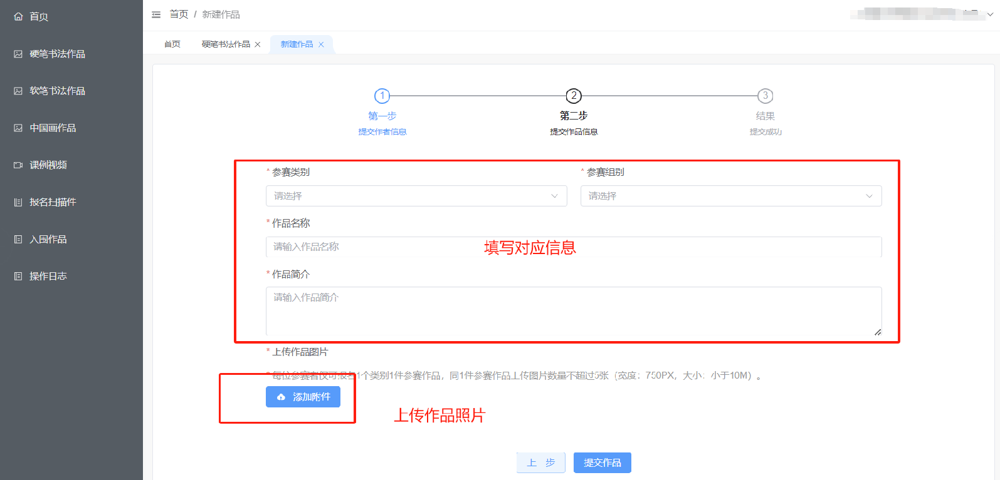 首页
硬笔书法作品
软笔书法作品
中国画作品
课例视频
报名扫描件
入围作品
操作日志
首页 / 新建作品
首页 硬笔书法作品 新建作品
1 2 3
第一步 第二步 结果
提交作者信息 提交作品信息 提交成功
* 参赛类别 * 参赛组别
请选择 请选择
* 作品名称
请输入作品名称
填写对应信息
* 作品简介
请输入作品简介
* 上传作品图片
* 每位参赛者仅可报名1个类别1件参赛作品，同1件参赛作品上传图片数量不超过5张（宽度：750PX，大小：小于10M）。
添加附件
上传作品照片
上 步 提交作品